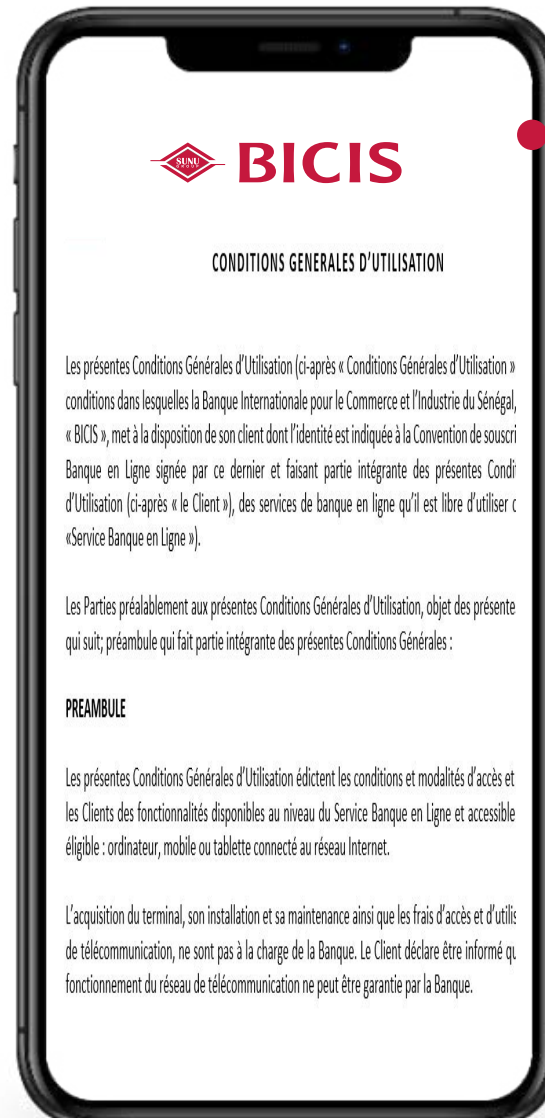 SUNU
GROUP
BICIS
CONDITIONS GENERALES D’UTILISATION
Les présentes Conditions Générales d’Utilisation (ci-après « Conditions Générales d’Utilisation »
conditions dans lesquelles la Banque Internationale pour le Commerce et l’Industrie du Sénégal,
« BICIS », met à la disposition de son client dont l’identité est indiquée à la Convention de souscri
Banque en Ligne signée par ce dernier et faisant partie intégrante des présentes Condit
d’Utilisation (ci-après « le Client »), des services de banque en ligne qu’il est libre d’utiliser
«Service Banque en Ligne »).
Les Parties préalablement aux présentes Conditions Générales d’Utilisation, objet des présente
qui suit; préambule qui fait partie intégrante des présentes Conditions Générales :
PREAMBULE
Les présentes Conditions Générales d’Utilisation édictent les conditions et modalités d’accès et
les Clients des fonctionnalités disponibles au niveau du Service Banque en Ligne et accessible
éligible : ordinateur, mobile ou tablette connecté au réseau Internet.
L’acquisition du terminal, son installation et sa maintenance ainsi que les frais d’accès et d’utilis
de télécommunication, ne sont pas à la charge de la Banque. Le Client déclare être informé qu
fonctionnement du réseau de télécommunication ne peut être garantie par la Banque.